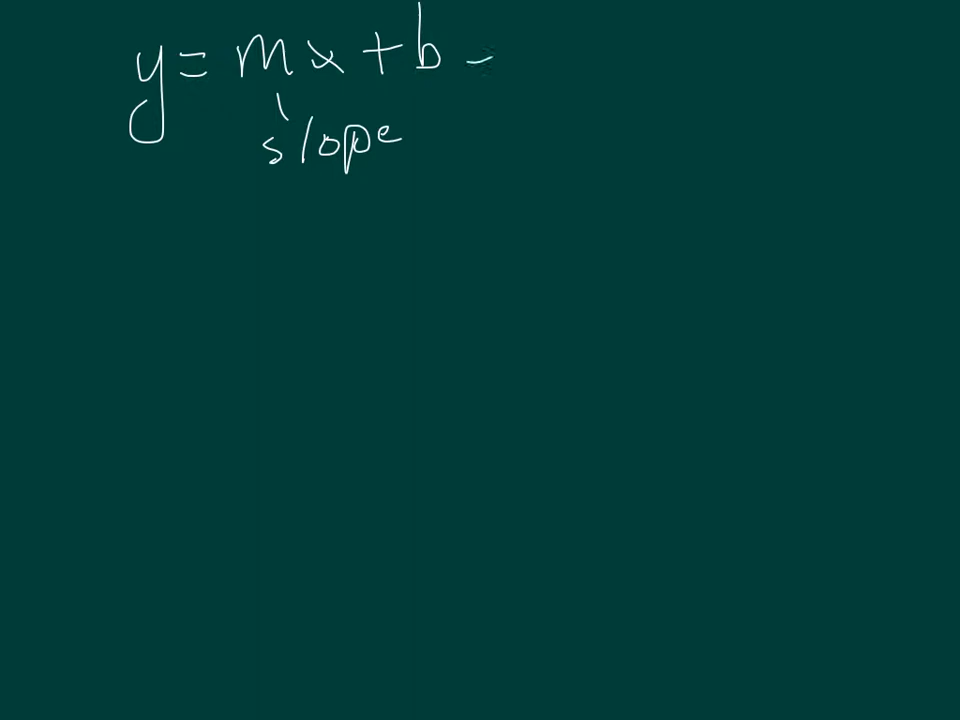 y = mx + b -
slope